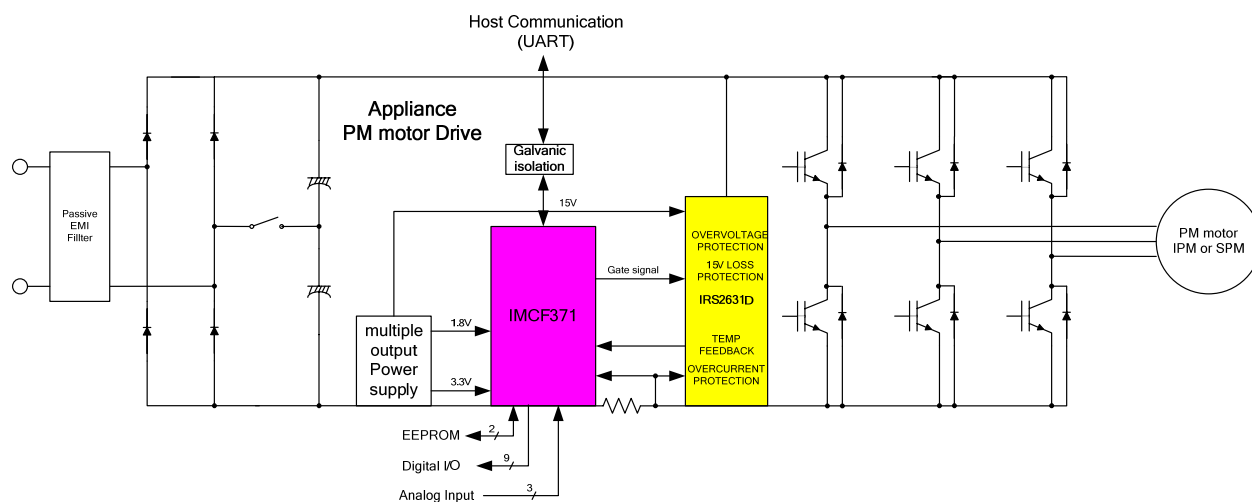 Host Communication
(UART)
Appliance
PM motor Drive
Galvanic
isolation
15V
Passive
EMI
Fillter
OVERVOLTAGE
PROTECTION
15V LOSS
PROTECTION
Gate signal
IRS2631D
IMCF371
PM motor
IPM or SPM
multiple
output
Power
supply
1.8V
3.3V
TEMP
FEEDBACK
OVERCURRENT
PROTECTION
EEPROM
2
Digital I/O
9
Analog Input
3